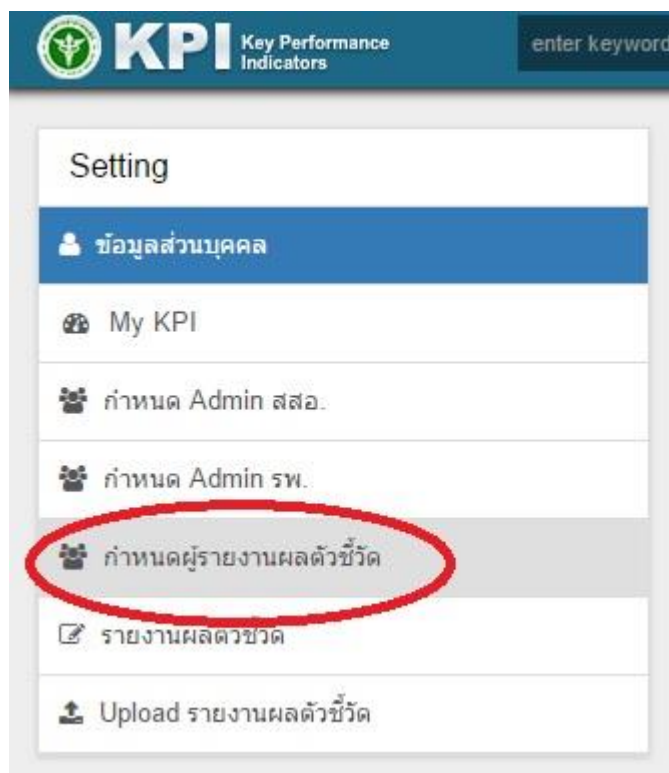 KPI Key Performance
Indicators
enter keyword
Setting
ข้อมูลส่วนบุคคล
My KPI
กำหนด Admin สสอ.
กำหนด Admin รพ.
กำหนดผู้รายงานผลตัวชี้วัด
รายงานผลตัวชี้วัด
Upload รายงานผลตัวชี้วัด